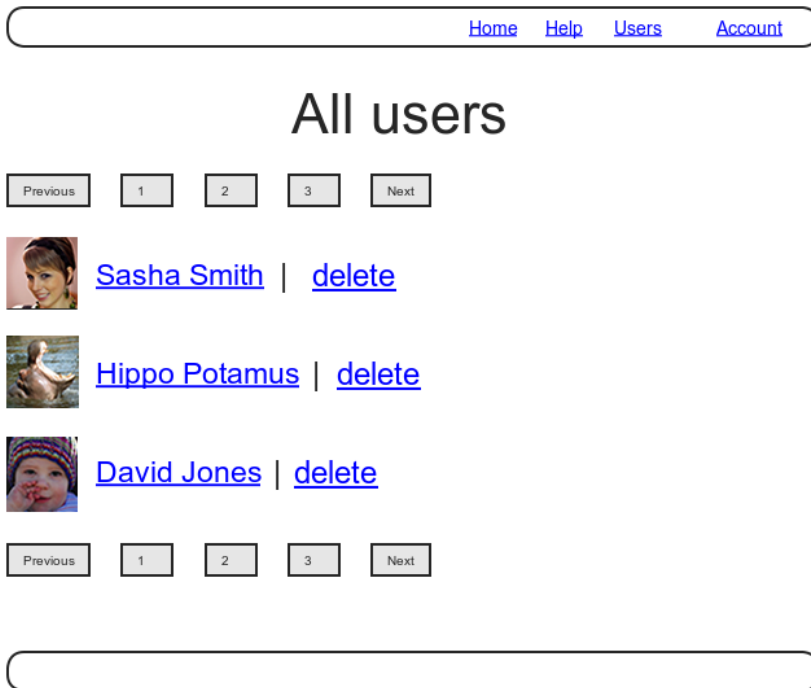 Home Help Users Account
All users
Previous 1 2 3 Next
Sasha Smith | delete
Hippo Potamus | delete
David Jones | delete
Previous 1 2 3 Next